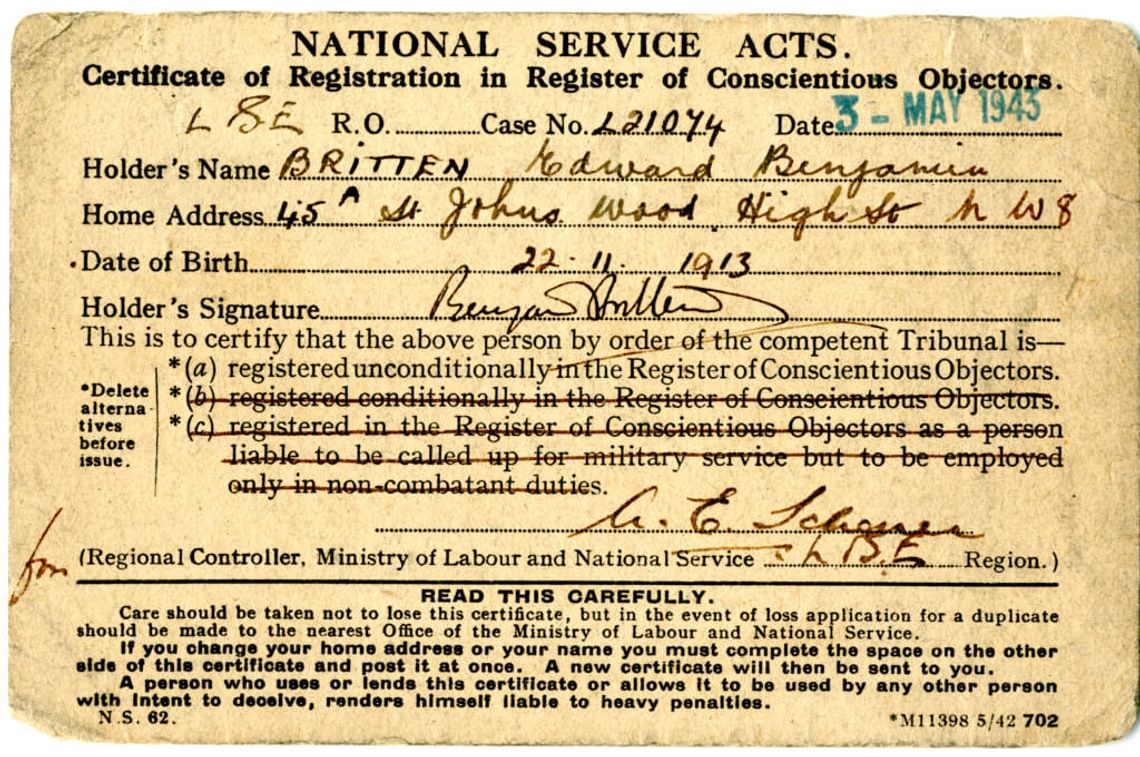 NATIONAL SERVICE ACTS.
Certificate of Registration in Register of Conscientious Objectors.
L & E R.O. Case No. L21074 Date 3 - MAY 1943
Holder's Name BRITTEN Edward Benjamin
Home Address 45A St Johns Wood High St N W 8
Date of Birth 22 . 11 . 1913
Holder's Signature Benjamin Britten
This is to certify that the above person by order of the competent Tribunal is—
*(a) registered unconditionally in the Register of Conscientious Objectors.
*(b) registered conditionally in the Register of Conscientious Objectors.
*(c) registered in the Register of Conscientious Objectors as a person
liable to be called up for military service but to be employed
only in non-combatant duties.
*Delete
alterna-
tives
before
issue.
for (Regional Controller, Ministry of Labour and National Service Region.)
READ THIS CAREFULLY.
Care should be taken not to lose this certificate, but in the event of loss application for a duplicate
should be made to the nearest Office of the Ministry of Labour and National Service.
If you change your home address or your name you must complete the space on the other
side of this certificate and post it at once. A new certificate will then be sent to you.
A person who uses or lends this certificate or allows it to be used by any other person
with intent to deceive, renders himself liable to heavy penalties.
N.S. 62.
*M11398 5/42 702